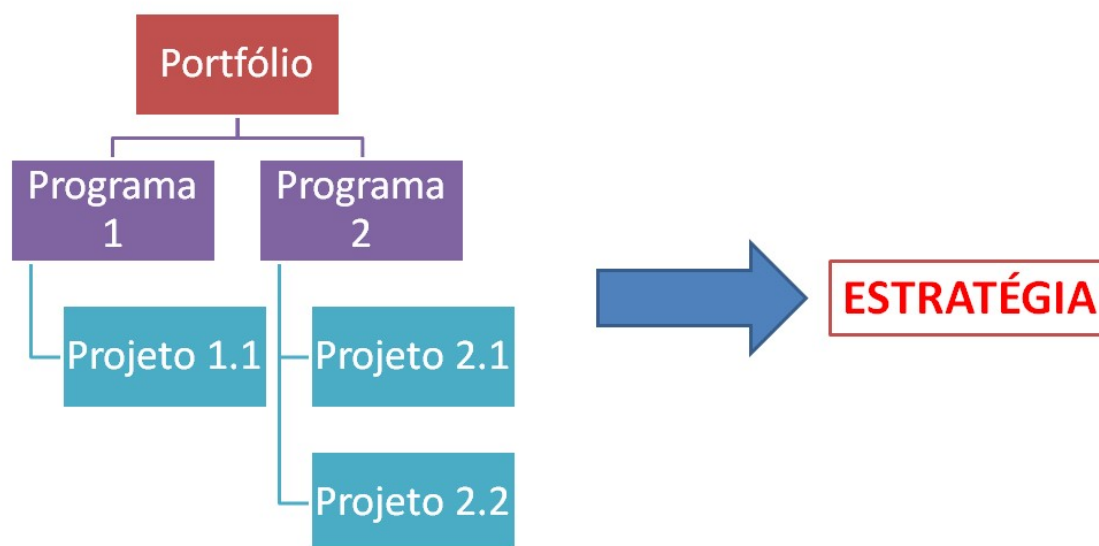 Portfólio
Programa
1
Programa
2
Projeto 1.1
Projeto 2.1
Projeto 2.2
ESTRATÉGIA